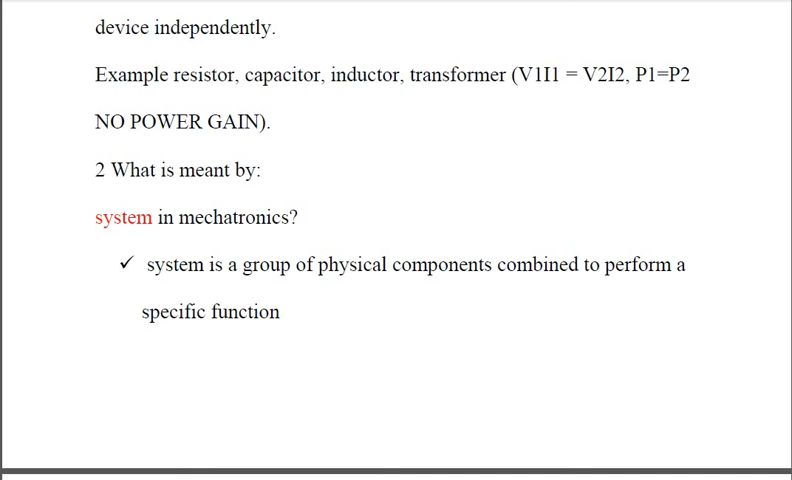 device independently.
Example resistor, capacitor, inductor, transformer (V1I1 = V2I2, P1=P2
NO POWER GAIN).
2 What is meant by:
system in mechatronics?
✓ system is a group of physical components combined to perform a
specific function